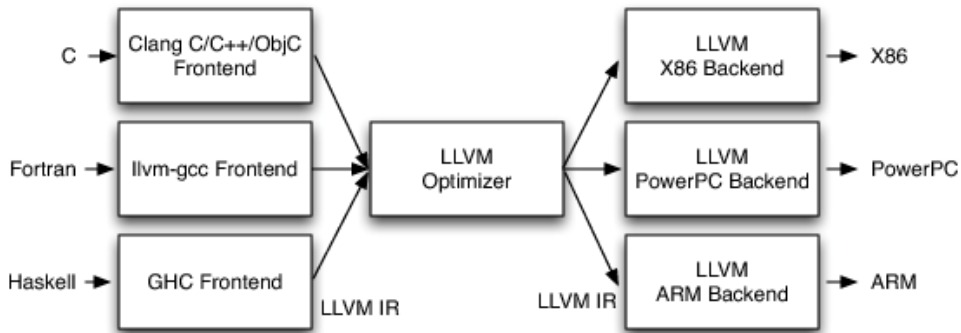 C
Clang C/C++/ObjC
Frontend
LLVM
X86 Backend
X86
Fortran
llvm-gcc Frontend
LLVM
Optimizer
LLVM
PowerPC Backend
PowerPC
Haskell
GHC Frontend
LLVM IR
LLVM IR
LLVM
ARM Backend
ARM